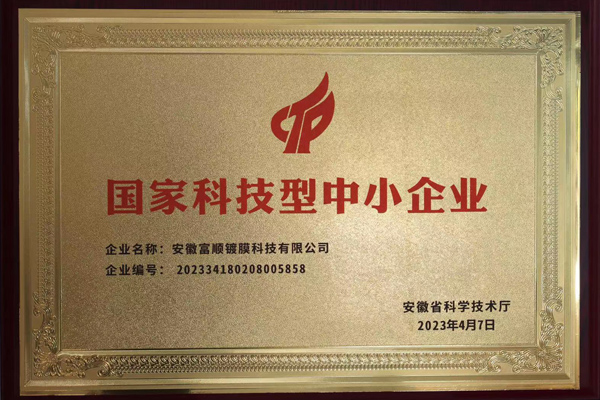 国家科技型中小企业
企业名称：安徽富顺镀膜科技有限公司
企业编号：202334180208005858
安徽省科学技术厅
2023年4月7日